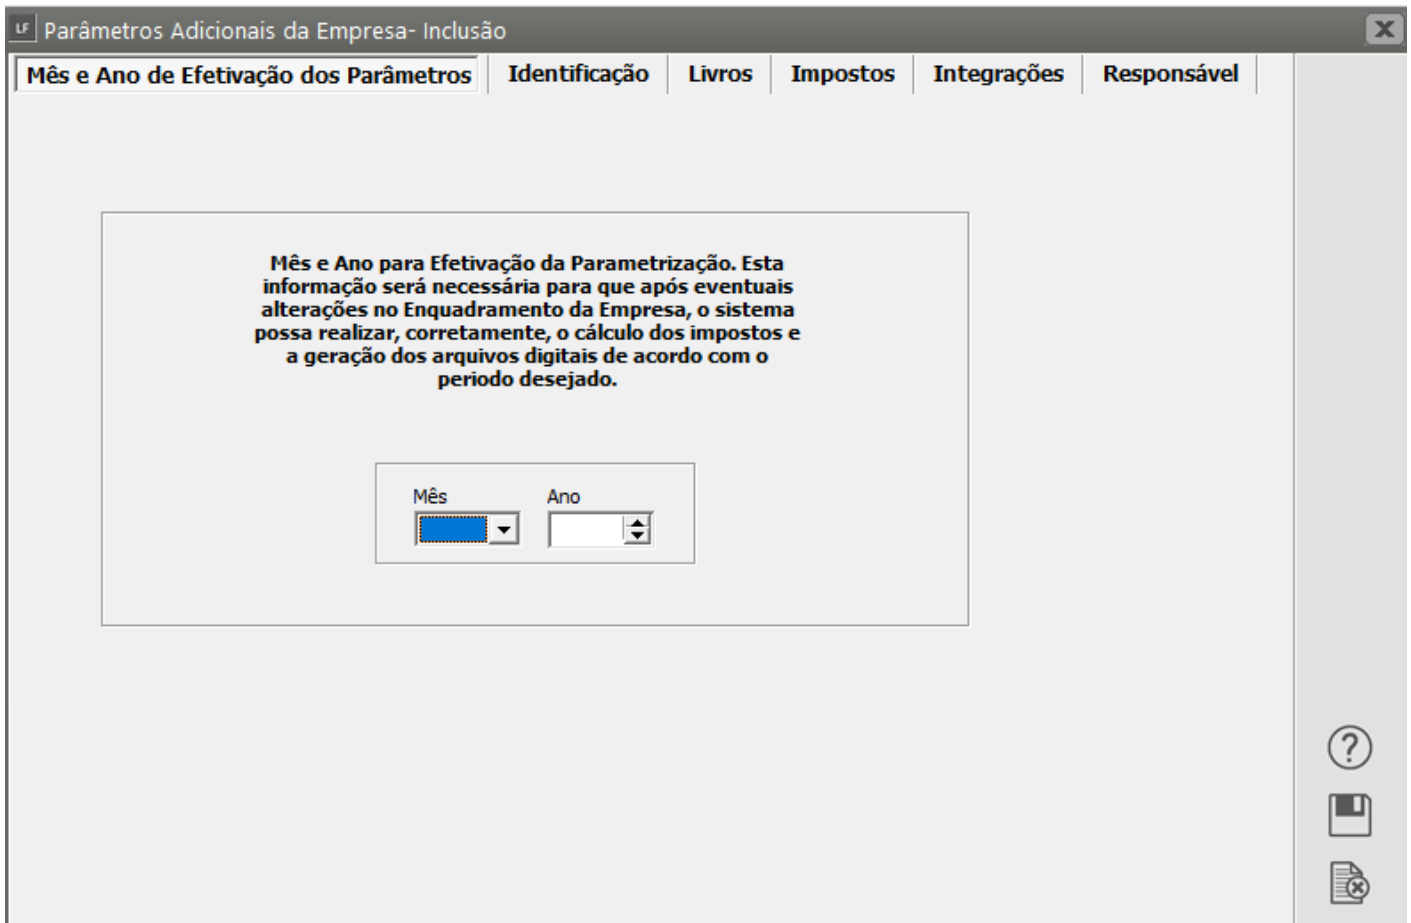 LF Parâmetros Adicionais da Empresa- Inclusão
Mês e Ano de Efetivação dos Parâmetros Identificação Livros Impostos Integrações Responsável
Mês e Ano para Efetivação da Parametrização. Esta
informação será necessária para que após eventuais
alterações no Enquadramento da Empresa, o sistema
possa realizar, corretamente, o cálculo dos impostos e
a geração dos arquivos digitais de acordo com o
periodo desejado.
Mês Ano